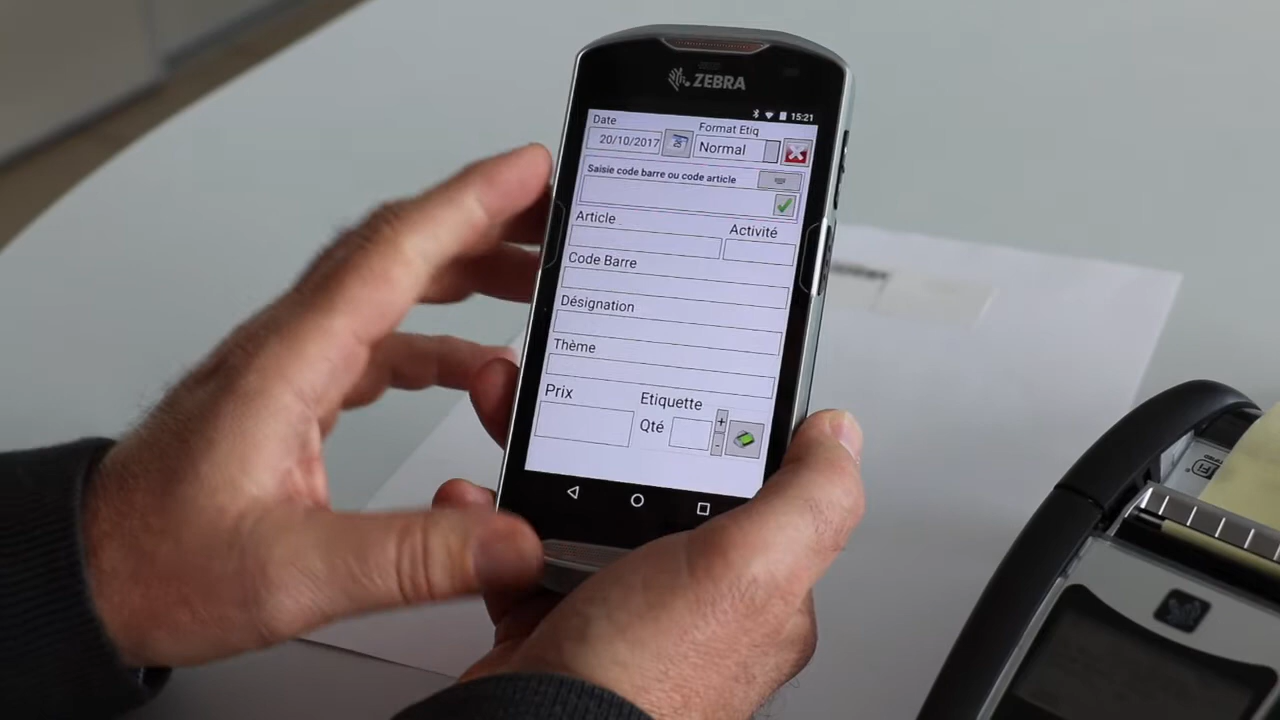 ZEBRA
15:21
Date
Format Etiq
20/10/2017
Normal
Saisie code barre ou code article
Article
Activité
Code Barre
Désignation
Thème
Prix
Etiquette
Qté
+
-